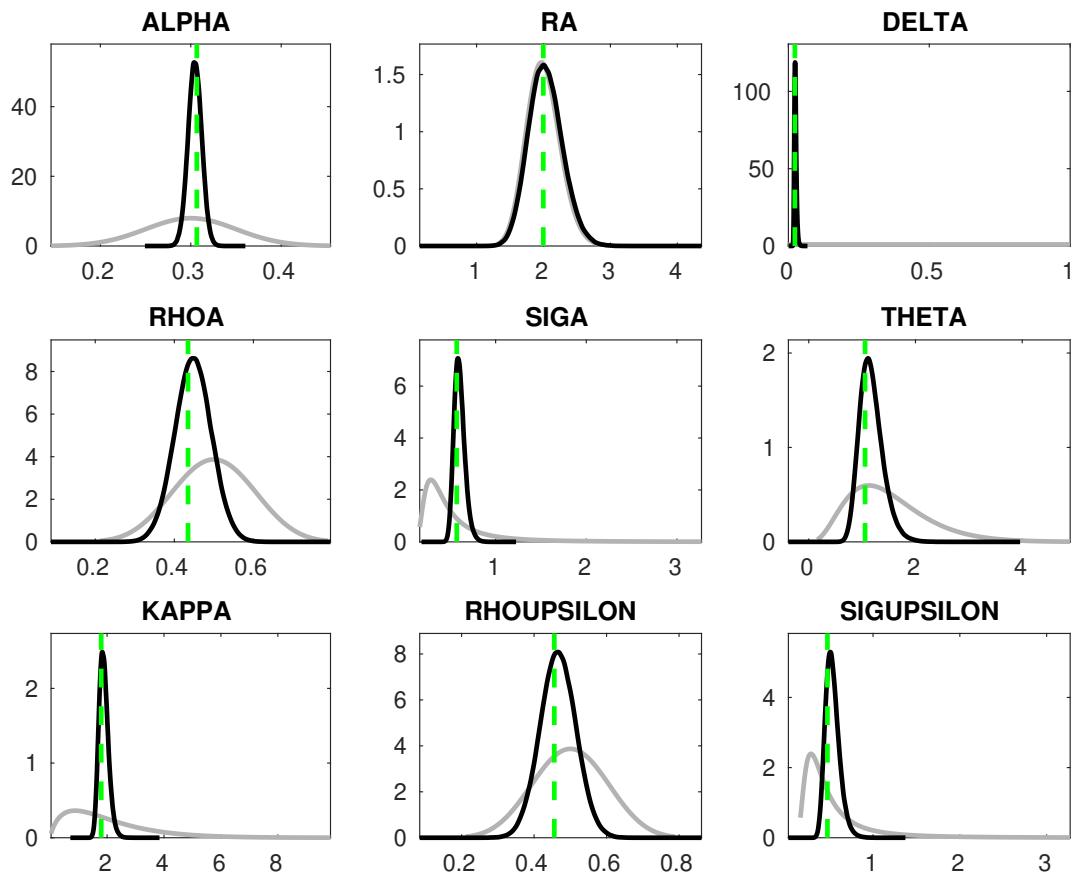 ALPHA RA DELTA
40 20 0
0.2 0.3 0.4
1.5 1 0.5 0
1 2 3 4
100 50 0
0 0.5 1
RHOA SIGA THETA
8 6 4 2 0
0.2 0.4 0.6
6 4 2 0
1 2 3
2 1 0
0 2 4
KAPPA RHOUPSILON SIGUPSILON
2 1 0
2 4 6 8
8 6 4 2 0
0.2 0.4 0.6 0.8
4 2 0
1 2 3